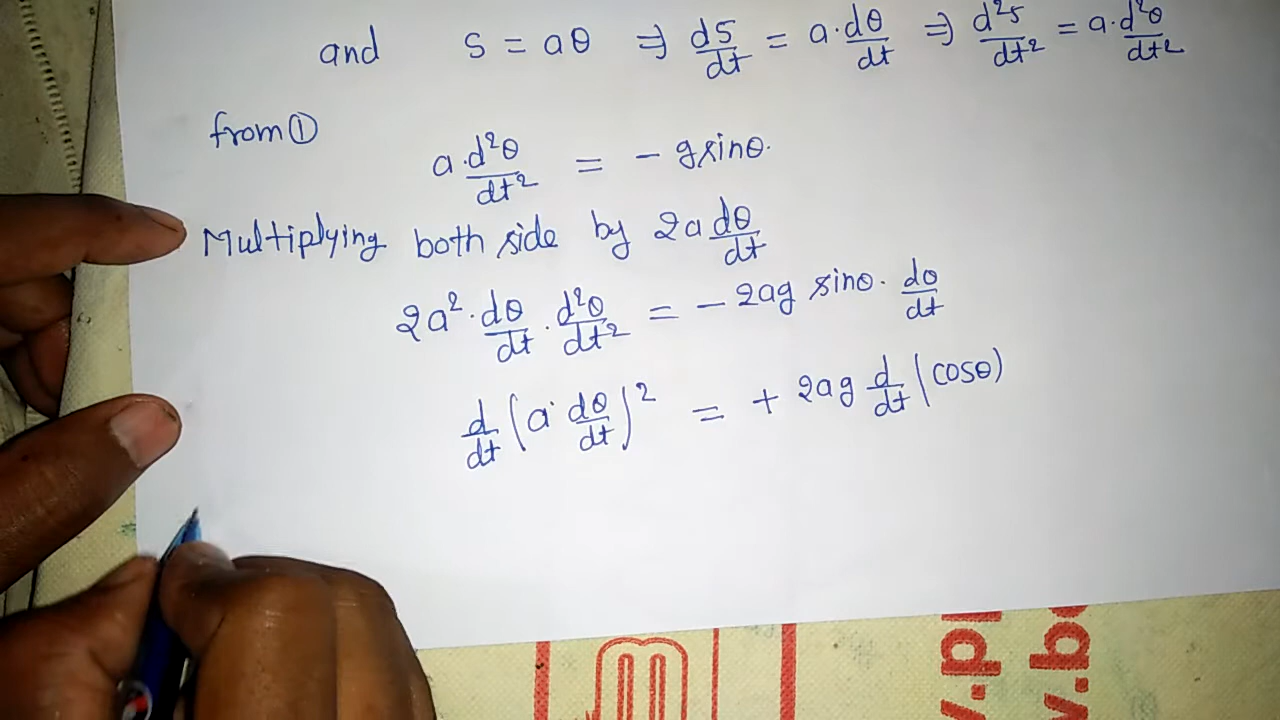 and s = aθ ⇒ ds/dt = a·dθ/dt ⇒ d²s/dt² = a·d²θ/dt²
from ①
a·d²θ/dt² = - g sinθ.
Multiplying both side by 2a dθ/dt
2a²·dθ/dt·d²θ/dt² = - 2ag sinθ· dθ/dt
d/dt (a· dθ/dt)² = + 2ag d/dt (cosθ)